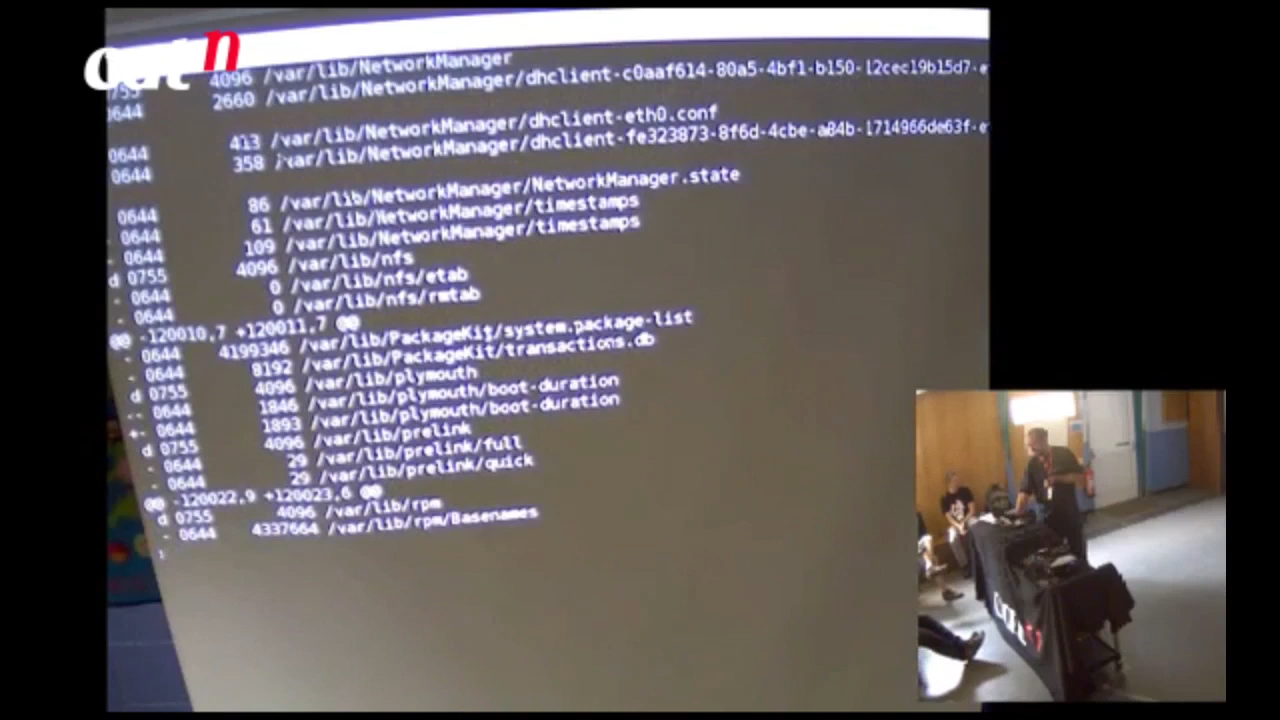 4096 /var/lib/NetworkManager
0755 2660 /var/lib/NetworkManager/dhclient-c0aaf614-80a5-4bf1-b150-12cec19b15d7-
0644
413 /var/lib/NetworkManager/dhclient-eth0.conf
0644 358 /var/lib/NetworkManager/dhclient-fe323873-8f6d-4cbe-a84b-1714966de63f-
0644
86 /var/lib/NetworkManager/NetworkManager.state
0644 61 /var/lib/NetworkManager/timestamps
- 0644 109 /var/lib/NetworkManager/timestamps
- 0644 4096 /var/lib/nfs
d 0755 0 /var/lib/nfs/etab
- 0644 0 /var/lib/nfs/rmtab
- 0644
@@ -120010,7 +120011,7 @@
- 0644 4199346 /var/lib/PackageKit/system.package-list
- 0644 8192 /var/lib/PackageKit/transactions.db
d 0755 4096 /var/lib/plymouth
-- 0644 1846 /var/lib/plymouth/boot-duration
+- 0644 1893 /var/lib/plymouth/boot-duration
d 0755 4096 /var/lib/prelink
- 0644 29 /var/lib/prelink/full
- 0644 29 /var/lib/prelink/quick
@@ -120022,9 +120023,6 @@
d 0755 4096 /var/lib/rpm
- 0644 4337664 /var/lib/rpm/Basenames
: